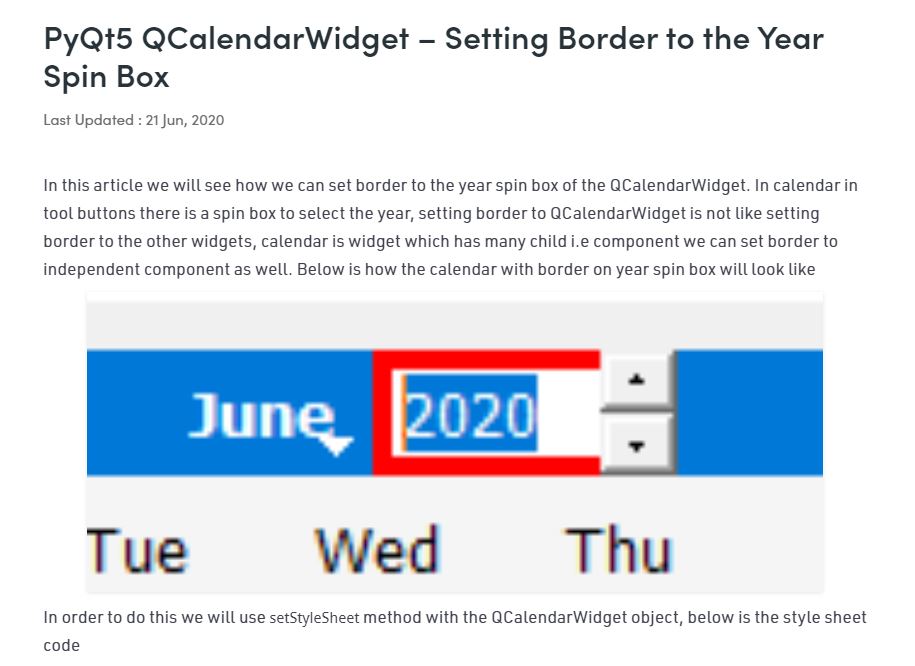 PyQt5 QCalendarWidget – Setting Border to the Year
Spin Box
Last Updated : 21 Jun, 2020
In this article we will see how we can set border to the year spin box of the QCalendarWidget. In calendar in
tool buttons there is a spin box to select the year, setting border to QCalendarWidget is not like setting
border to the other widgets, calendar is widget which has many child i.e component we can set border to
independent component as well. Below is how the calendar with border on year spin box will look like
June 2020
Tue Wed Thu
In order to do this we will use setStyleSheet method with the QCalendarWidget object, below is the style sheet
code